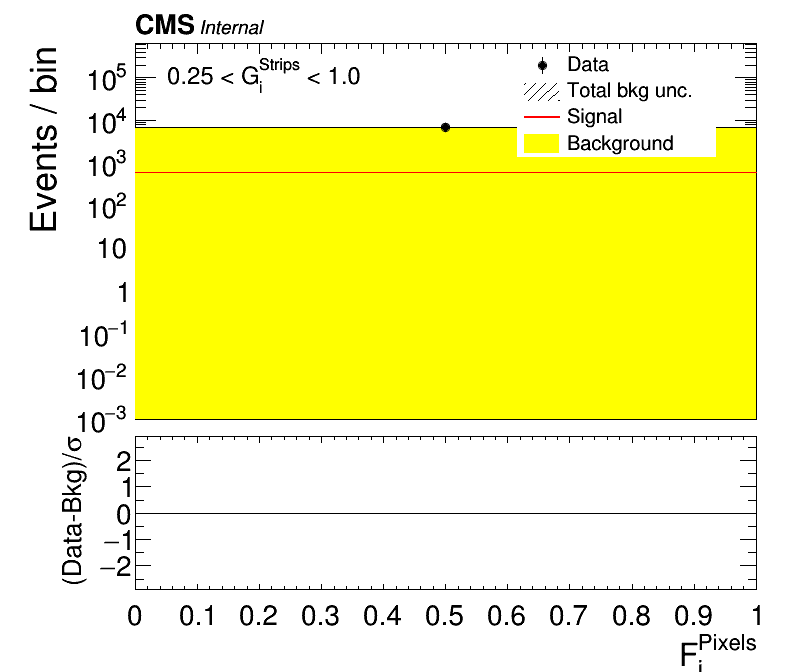 CMS Internal
0.25 < G_i^Strips < 1.0
Data
Total bkg unc.
Signal
Background
Events / bin
10^5
10^4
10^3
10^2
10
1
10^−1
10^−2
10^−3
(Data-Bkg)/σ
2
1
0
−1
−2
0 0.1 0.2 0.3 0.4 0.5 0.6 0.7 0.8 0.9 1
F_i^Pixels